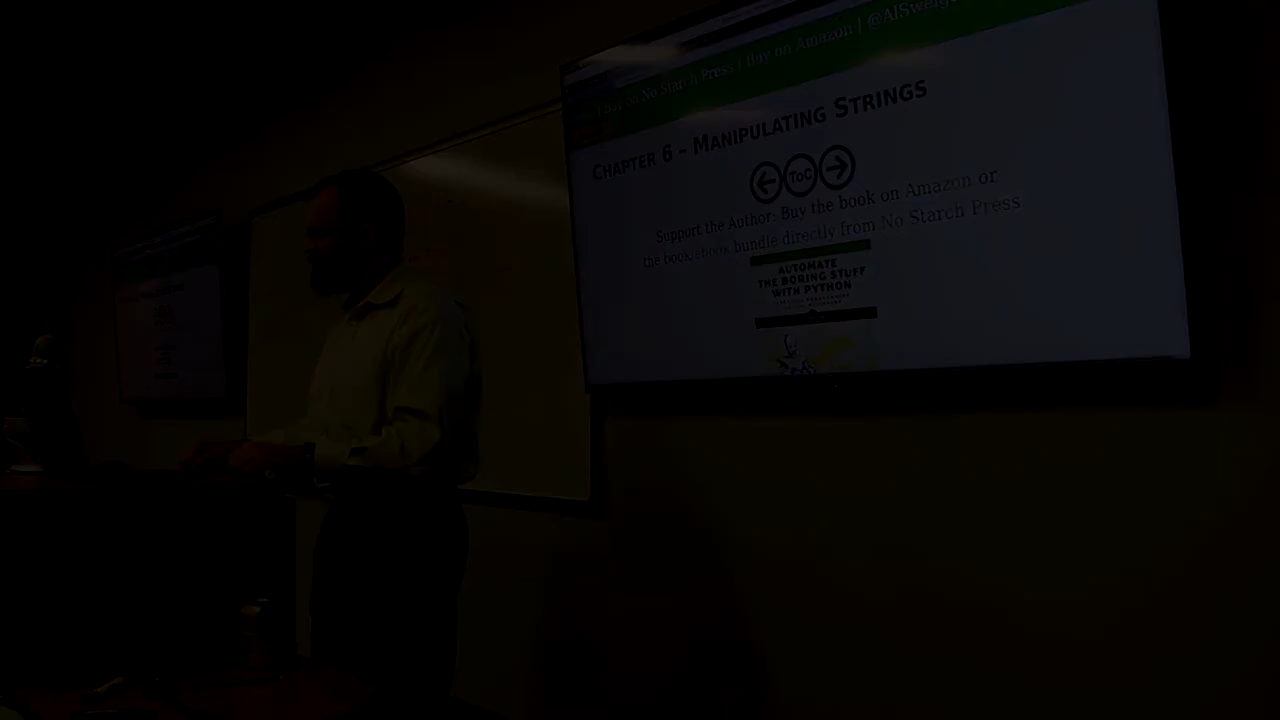 | Buy on No Starch Press | Buy on Amazon | @AlSweig
CHAPTER 6 – MANIPULATING STRINGS
ToC
Support the Author: Buy the book on Amazon or
the book/ebook bundle directly from No Starch Press
AUTOMATE
THE BORING STUFF
WITH PYTHON